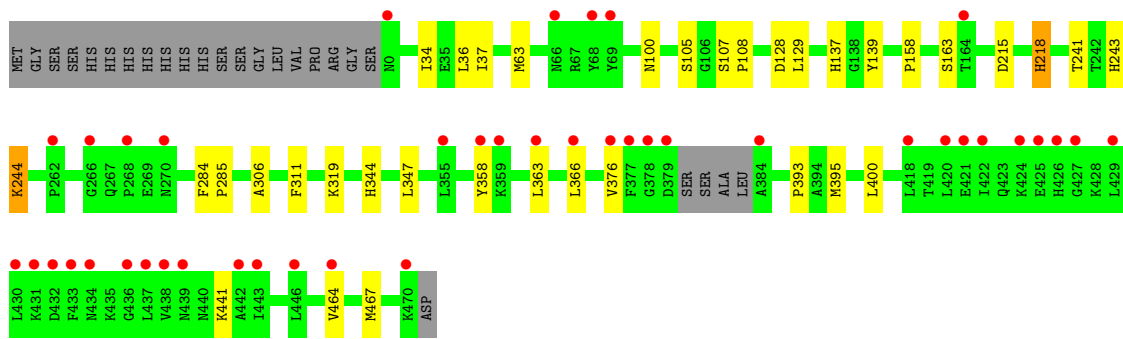 MET GLY SER SER HIS HIS HIS HIS HIS HIS SER SER GLY LEU VAL PRO ARG GLY SER N0 I34 E35 L36 I37 M63 N66 R67 Y68 Y69 N100 S105 G106 S107 P108 D128 L129 H137 G138 Y139 P158 S163 T164 D215 H218 T241 T242 H243
K244 P262 G266 Q267 P268 E269 N270 F284 P285 A306 F311 K319 H344 L347 L355 Y358 K359 L363 L366 V376 F377 G378 D379 SER SER ALA LEU A384 P393 A394 M395 L400 L418 T419 L420 E421 I422 Q423 K424 E425 H426 G427 K428 L429
L430 K431 D432 F433 N434 K435 G436 L437 V438 N439 N440 K441 A442 I443 L446 V464 M467 K470 ASP